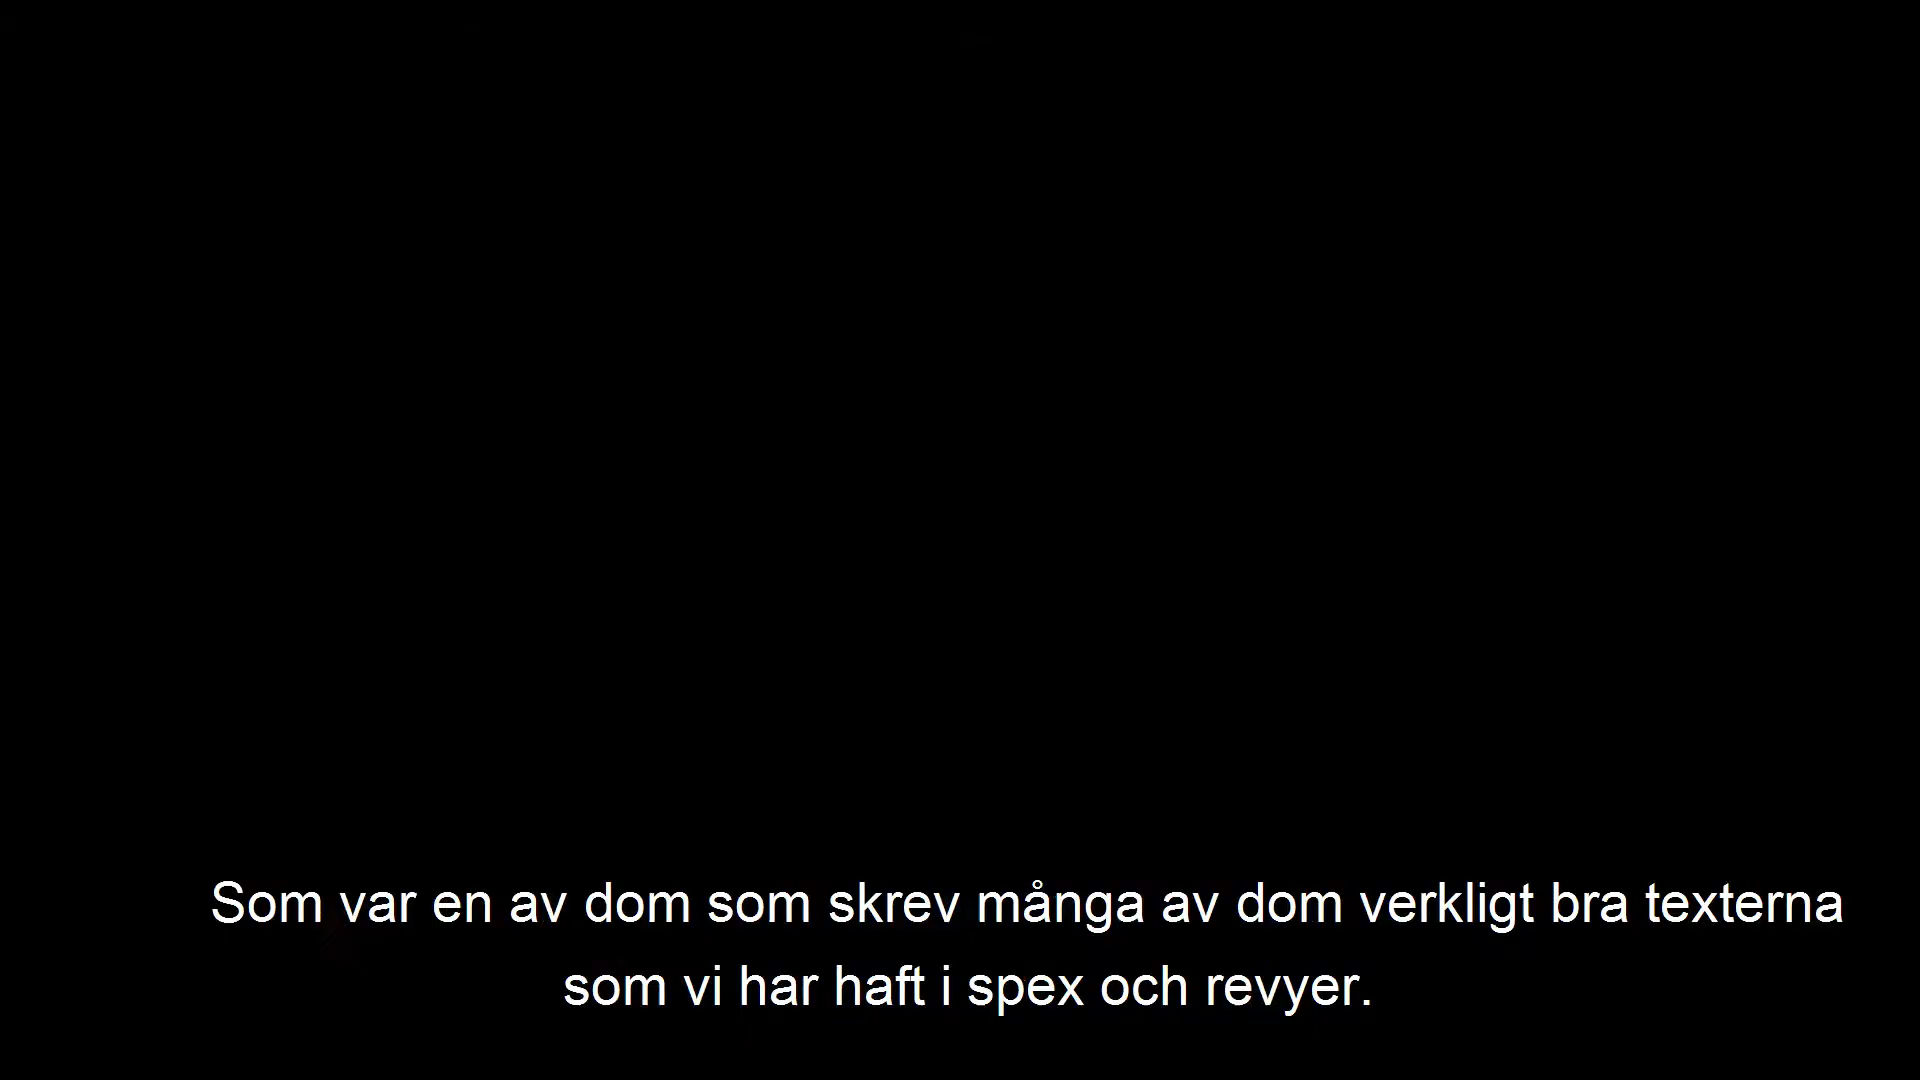 Som var en av dom som skrev många av dom verkligt bra texterna
som vi har haft i spex och revyer.